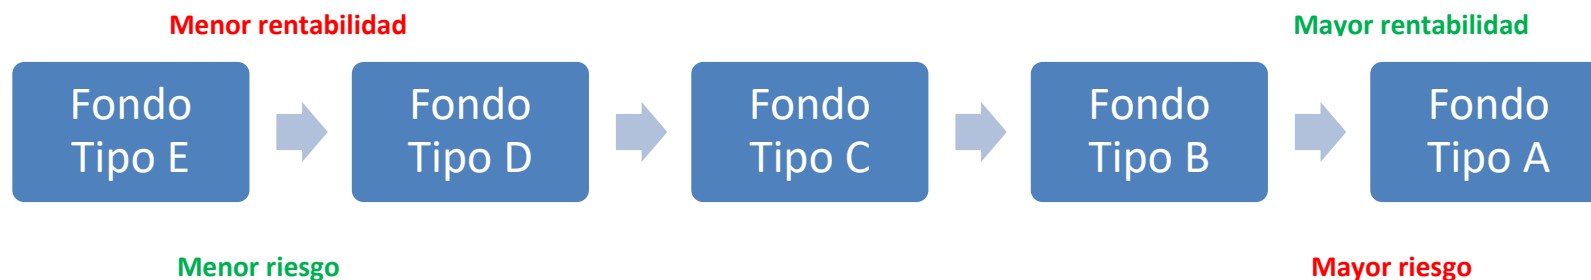 Menor rentabilidad
Mayor rentabilidad
Fondo
Tipo E
Fondo
Tipo D
Fondo
Tipo C
Fondo
Tipo B
Fondo
Tipo A
Menor riesgo
Mayor riesgo